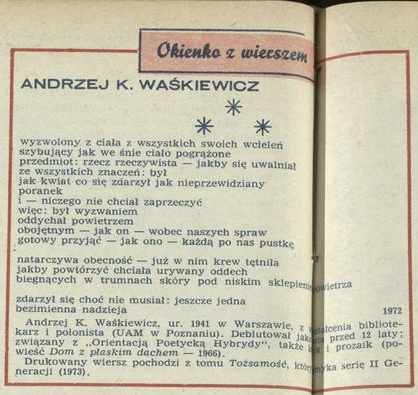 Okienko z wierszem
ANDRZEJ K. WAŚKIEWICZ
* * *
wyzwolony z ciała z wszystkich swoich wcieleń
szybujący jak we śnie ciało pogrążone
przedmiot: rzecz rzeczywista — jakby się uwalniał
ze wszystkich znaczeń: był
jak kwiat co się zdarzył jak nieprzewidziany
poranek
i — niczego nie chciał zaprzeczyć
więc: był wyzwaniem
oddychał powietrzem
obojętnym — jak on — wobec naszych spraw
gotowy przyjąć — jak ono — każdą po nas pustkę
natarczywa obecność — już w nim krew tętniła
jakby powtórzyć chciała urywany oddech
biegnących w trumnach skóry pod niskim sklepieniem powietrza
zdarzył się choć nie musiał: jeszcze jedna
bezimienna nadzieja
1972
Andrzej K. Waśkiewicz, ur. 1941 w Warszawie, z wykształcenia bibliote-
karz i polonista (UAM w Poznaniu). Debiutował przed 12 laty;
związany z „Orientacją Poetycką Hybrydy”, także i prozaik (po-
wieść Dom z płaskim dachem — 1966).
Drukowany wiersz pochodzi z tomu Tożsamość, serię II Ge-
neracji (1973).